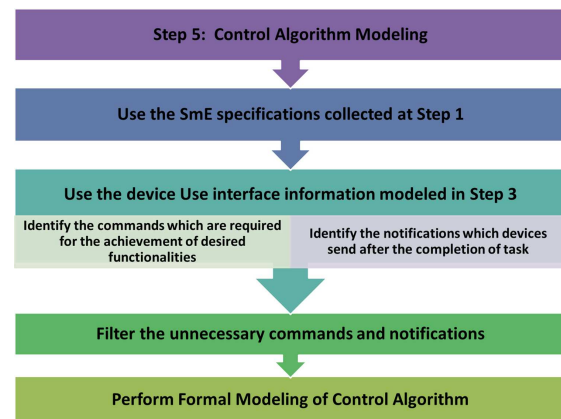 Step 5: Control Algorithm Modeling
Use the SmE specifications collected at Step 1
Use the device Use interface information modeled in Step 3
Identify the commands which are required
for the achievement of desired
functionalities
Identify the notifications which devices
send after the completion of task
Filter the unnecessary commands and notifications
Perform Formal Modeling of Control Algorithm